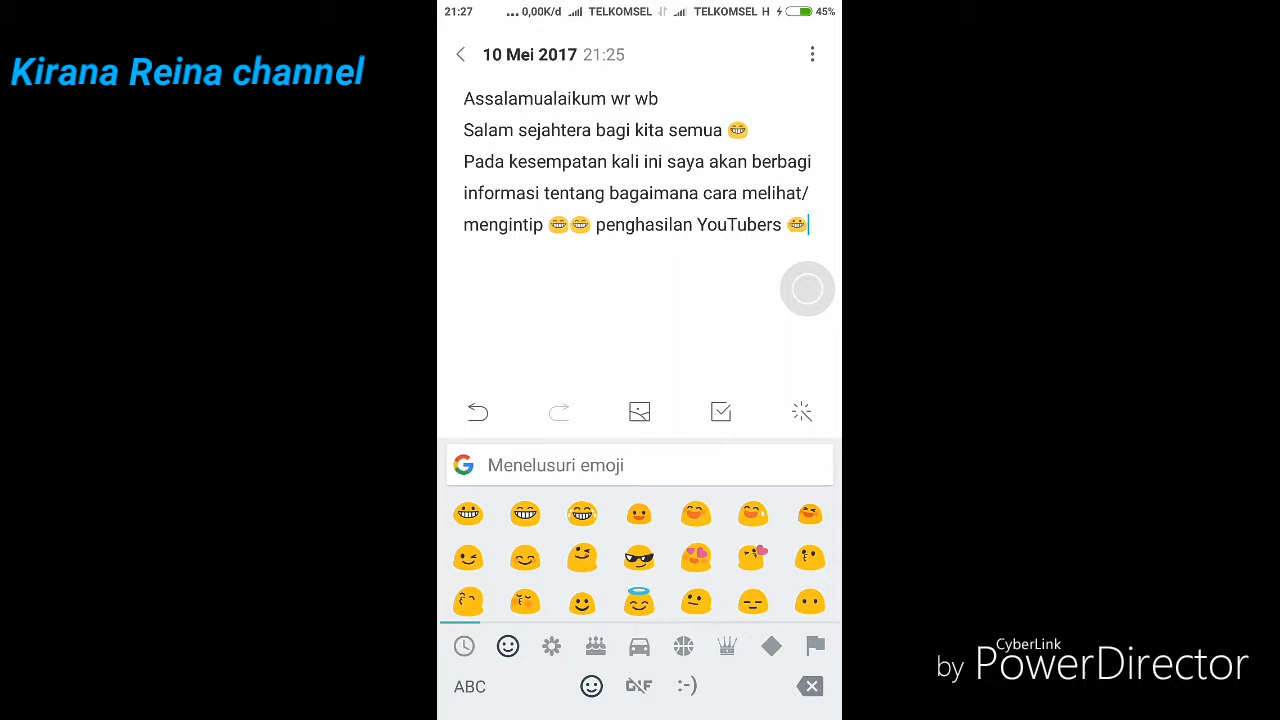 Kirana Reina channel
21:27 ... 0,00K/d TELKOMSEL TELKOMSEL H 45%
10 Mei 2017 21:25
Assalamualaikum wr wb
Salam sejahtera bagi kita semua 😁
Pada kesempatan kali ini saya akan berbagi
informasi tentang bagaimana cara melihat/
mengintip 😁😁 penghasilan YouTubers 😀
G Menelusuri emoji
ABC GIF :-)
CyberLink
by PowerDirector